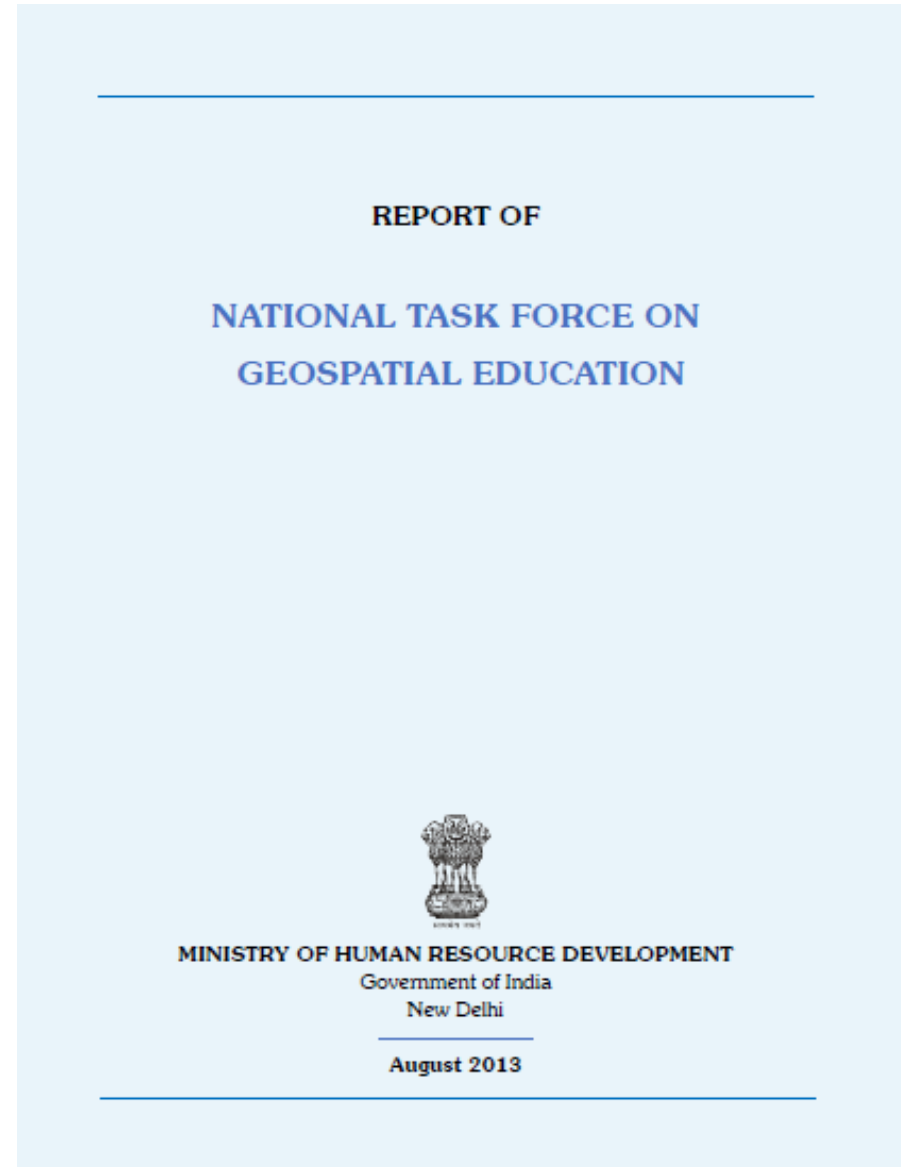 REPORT OF
NATIONAL TASK FORCE ON
GEOSPATIAL EDUCATION
MINISTRY OF HUMAN RESOURCE DEVELOPMENT
Government of India
New Delhi
August 2013